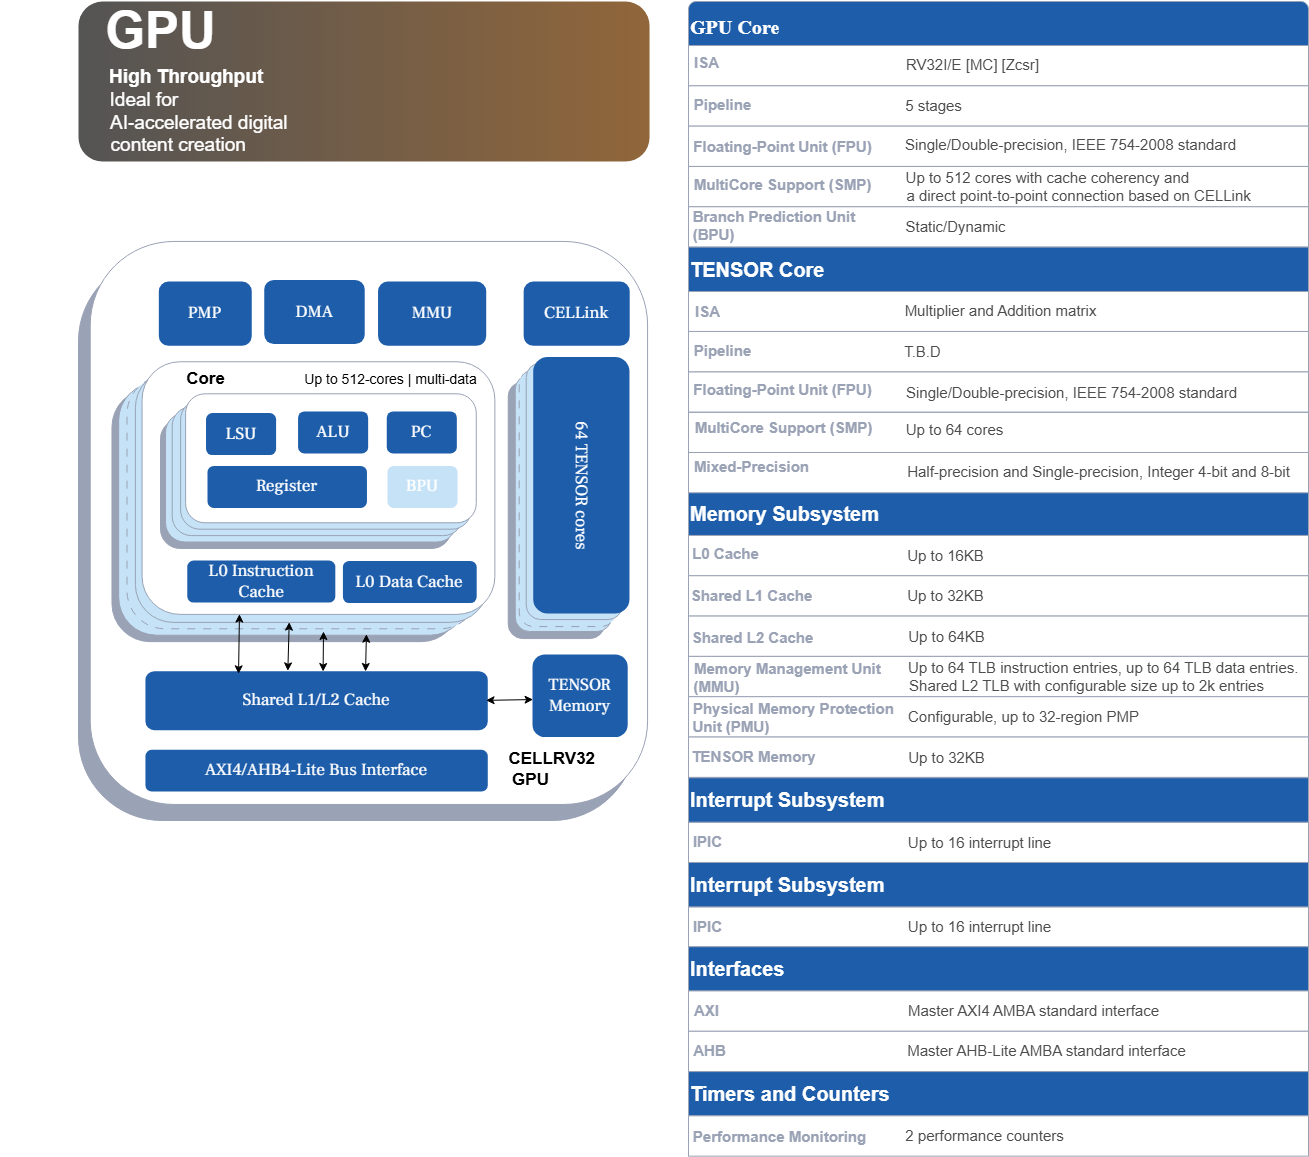 GPU
High Throughput
Ideal for
AI-accelerated digital
content creation
PMP
DMA
MMU
CELLink
Core
Up to 512-cores | multi-data
LSU
ALU
PC
Register
BPU
L0 Instruction
Cache
L0 Data Cache
64 TENSOR cores
Shared L1/L2 Cache
TENSOR
Memory
AXI4/AHB4-Lite Bus Interface
CELLRV32
GPU
GPU Core
ISA
RV32I/E [MC] [Zcsr]
Pipeline
5 stages
Floating-Point Unit (FPU)
Single/Double-precision, IEEE 754-2008 standard
MultiCore Support (SMP)
Up to 512 cores with cache coherency and
a direct point-to-point connection based on CELLink
Branch Prediction Unit
(BPU)
Static/Dynamic
TENSOR Core
ISA
Multiplier and Addition matrix
Pipeline
T.B.D
Floating-Point Unit (FPU)
Single/Double-precision, IEEE 754-2008 standard
MultiCore Support (SMP)
Up to 64 cores
Mixed-Precision
Half-precision and Single-precision, Integer 4-bit and 8-bit
Memory Subsystem
L0 Cache
Up to 16KB
Shared L1 Cache
Up to 32KB
Shared L2 Cache
Up to 64KB
Memory Management Unit
(MMU)
Up to 64 TLB instruction entries, up to 64 TLB data entries.
Shared L2 TLB with configurable size up to 2k entries
Physical Memory Protection
Unit (PMU)
Configurable, up to 32-region PMP
TENSOR Memory
Up to 32KB
Interrupt Subsystem
IPIC
Up to 16 interrupt line
Interrupt Subsystem
IPIC
Up to 16 interrupt line
Interfaces
AXI
Master AXI4 AMBA standard interface
AHB
Master AHB-Lite AMBA standard interface
Timers and Counters
Performance Monitoring
2 performance counters